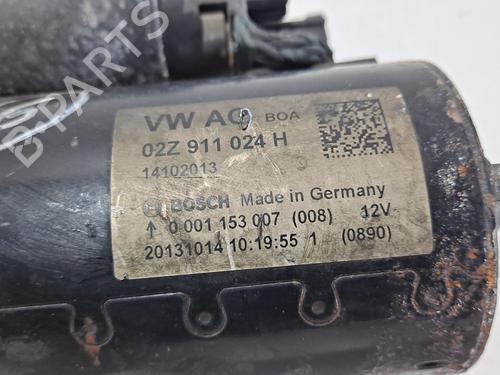 VW AG BOA
02Z 911 024 H
14102013
BOSCH Made in Germany
↑ 0 001 153 007 (008) 12V
20131014 10:19:55 1 (0890)
B PARTS